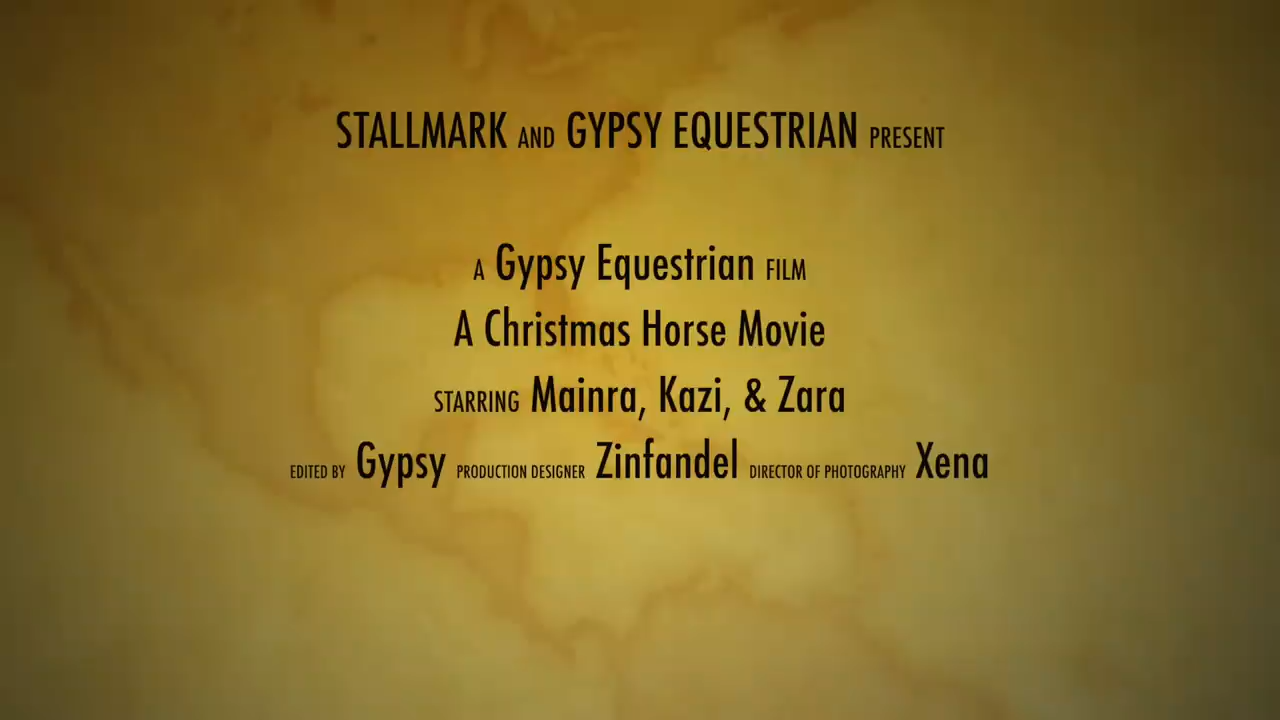 STALLMARK AND GYPSY EQUESTRIAN PRESENT
A Gypsy Equestrian FILM
A Christmas Horse Movie
STARRING Mainra, Kazi, & Zara
EDITED BY Gypsy PRODUCTION DESIGNER Zinfandel DIRECTOR OF PHOTOGRAPHY Xena